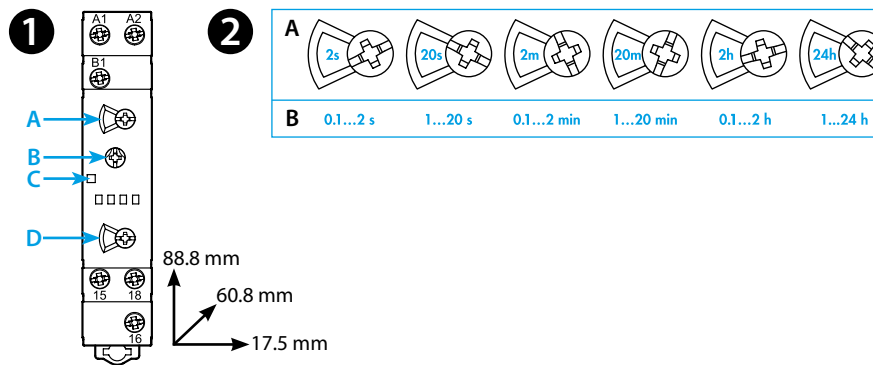 1
A1 A2
B1
A
B
C
D
15 18
16
88.8 mm
60.8 mm
17.5 mm
2
A 2s 20s 2m 20m 2h 24h
B 0.1...2 s 1...20 s 0.1...2 min 1...20 min 0.1...2 h 1...24 h